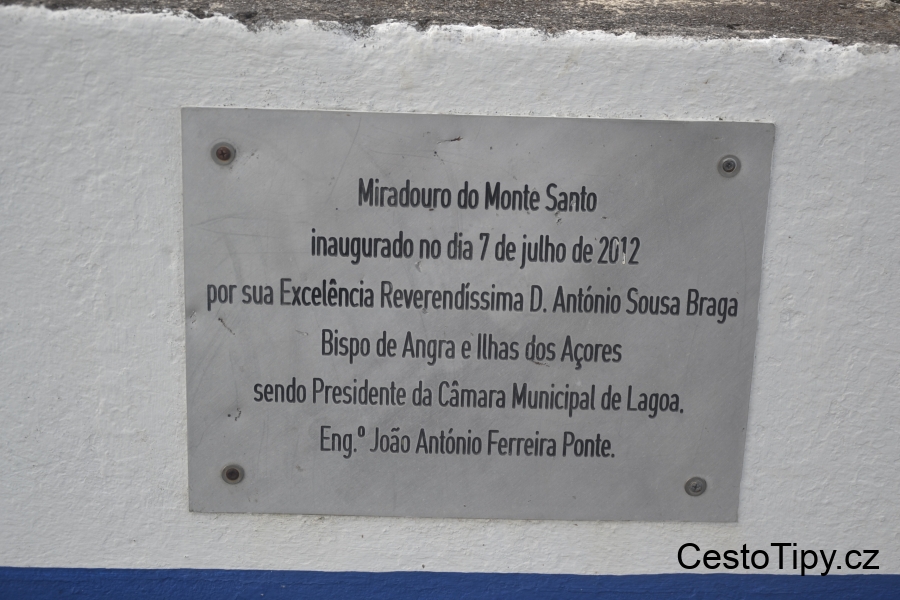 Miradouro do Monte Santo
inaugurado no dia 7 de julho de 2012
por sua Excelência Reverendíssima D. António Sousa Braga
Bispo de Angra e Ilhas dos Açores
sendo Presidente da Câmara Municipal de Lagoa,
Eng.º João António Ferreira Ponte.
CestoTipy.cz